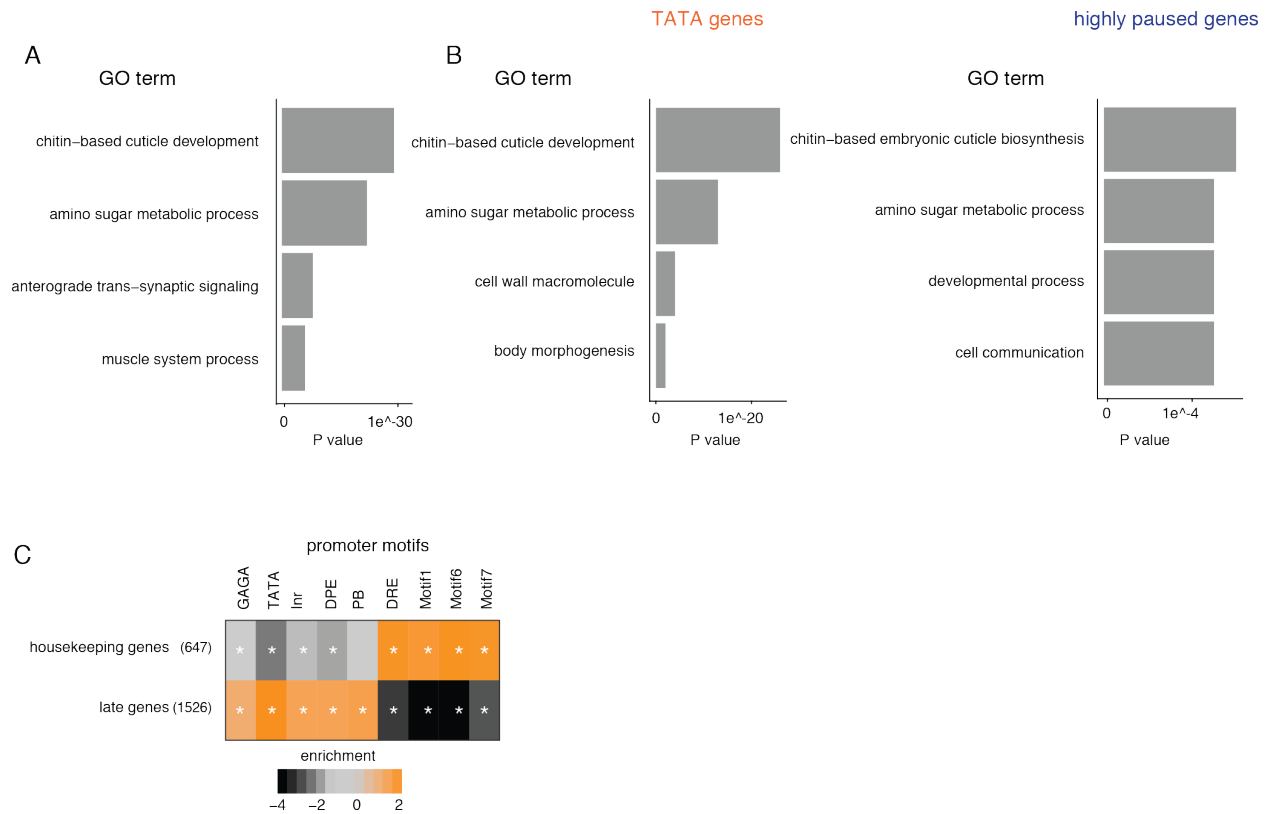 TATA genes
highly paused genes
A
GO term
chitin−based cuticle development
amino sugar metabolic process
anterograde trans−synaptic signaling
muscle system process
0
1e^-30
P value
B
GO term
chitin−based cuticle development
amino sugar metabolic process
cell wall macromolecule
body morphogenesis
0
1e^-20
P value
GO term
chitin−based embryonic cuticle biosynthesis
amino sugar metabolic process
developmental process
cell communication
0
1e^-4
P value
C
promoter motifs
GAGA TATA Inr DPE PB DRE Motif1 Motif6 Motif7
housekeeping genes (647) * * * * * * * *
late genes (1526) * * * * * * * * *
enrichment
−4 −2 0 2